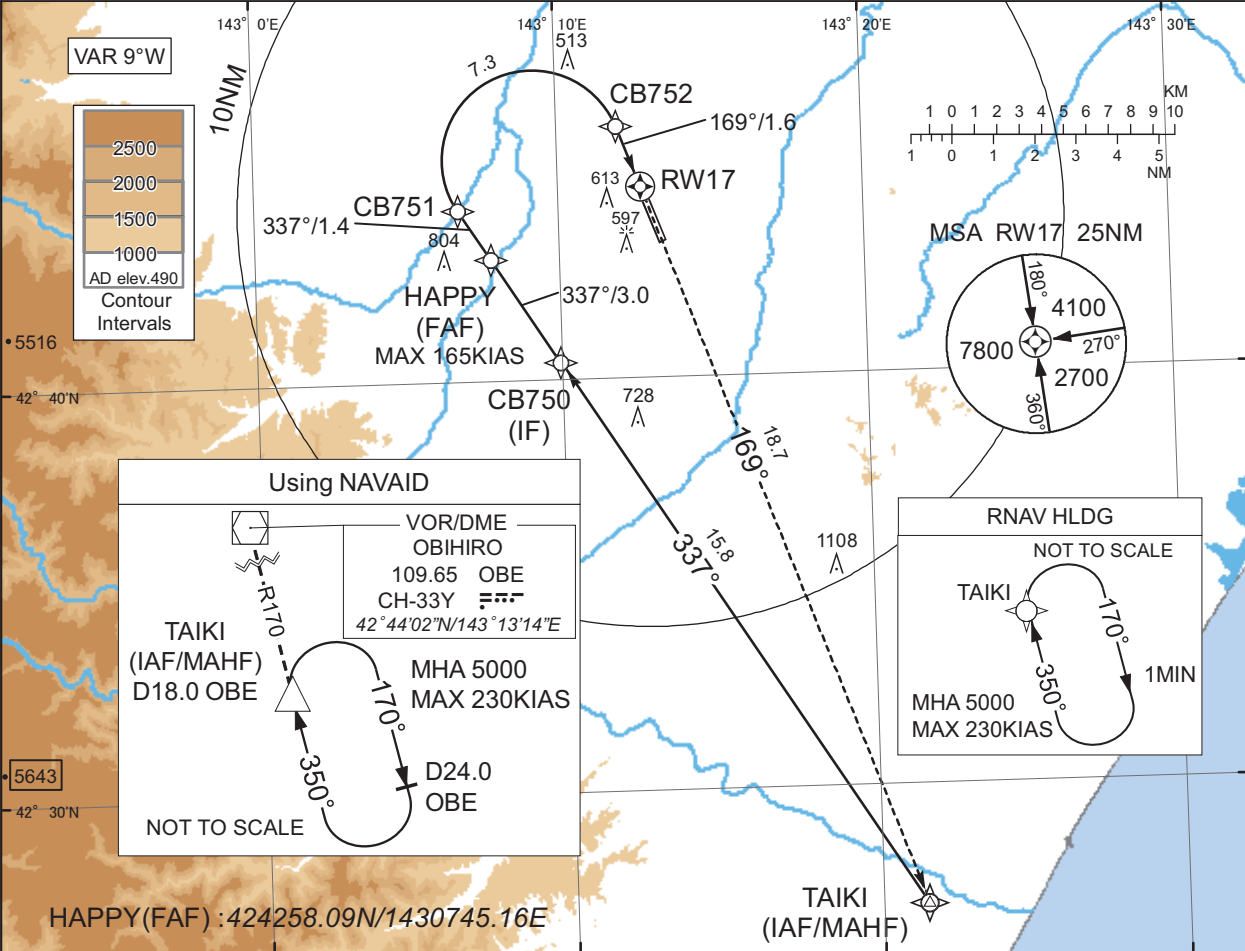 143° 0'E
143° 10'E
143° 20'E
143° 30'E
VAR 9°W
10NM
7.3
513
CB752
169°/1.6
KM
1 0 1 2 3 4 5 6 7 8 9 10
1 0 1 2 3 4 5
NM
2500
2000
1500
1000
AD elev.490
Contour
Intervals
613
RW17
597
CB751
337°/1.4
804
HAPPY
(FAF)
MAX 165KIAS
337°/3.0
MSA RW17 25NM
180°
4100
7800
270°
2700
360°
5516
42° 40'N
CB750
(IF)
728
18.7
169°
15.8
337°
1108
Using NAVAID
VOR/DME
OBIHIRO
109.65 OBE
CH-33Y
42°44'02"N/143°13'14"E
R170
TAIKI
(IAF/MAHF)
D18.0 OBE
MHA 5000
MAX 230KIAS
170°
350°
D24.0
OBE
NOT TO SCALE
RNAV HLDG
NOT TO SCALE
TAIKI
170°
350°
1MIN
MHA 5000
MAX 230KIAS
5643
42° 30'N
TAIKI
(IAF/MAHF)
HAPPY(FAF) :424258.09N/1430745.16E